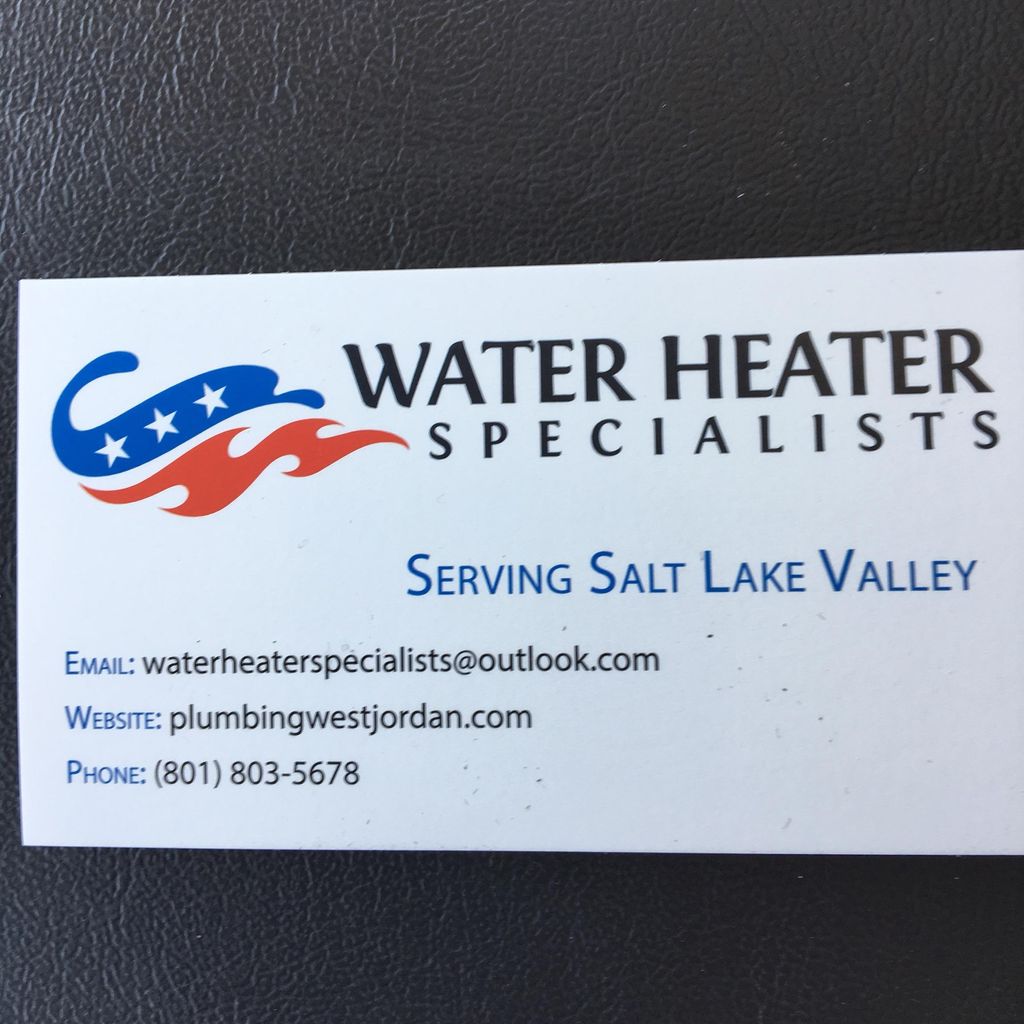 WATER HEATER
SPECIALISTS
SERVING SALT LAKE VALLEY
EMAIL: waterheaterspecialists@outlook.com
WEBSITE: plumbingwestjordan.com
PHONE: (801) 803-5678